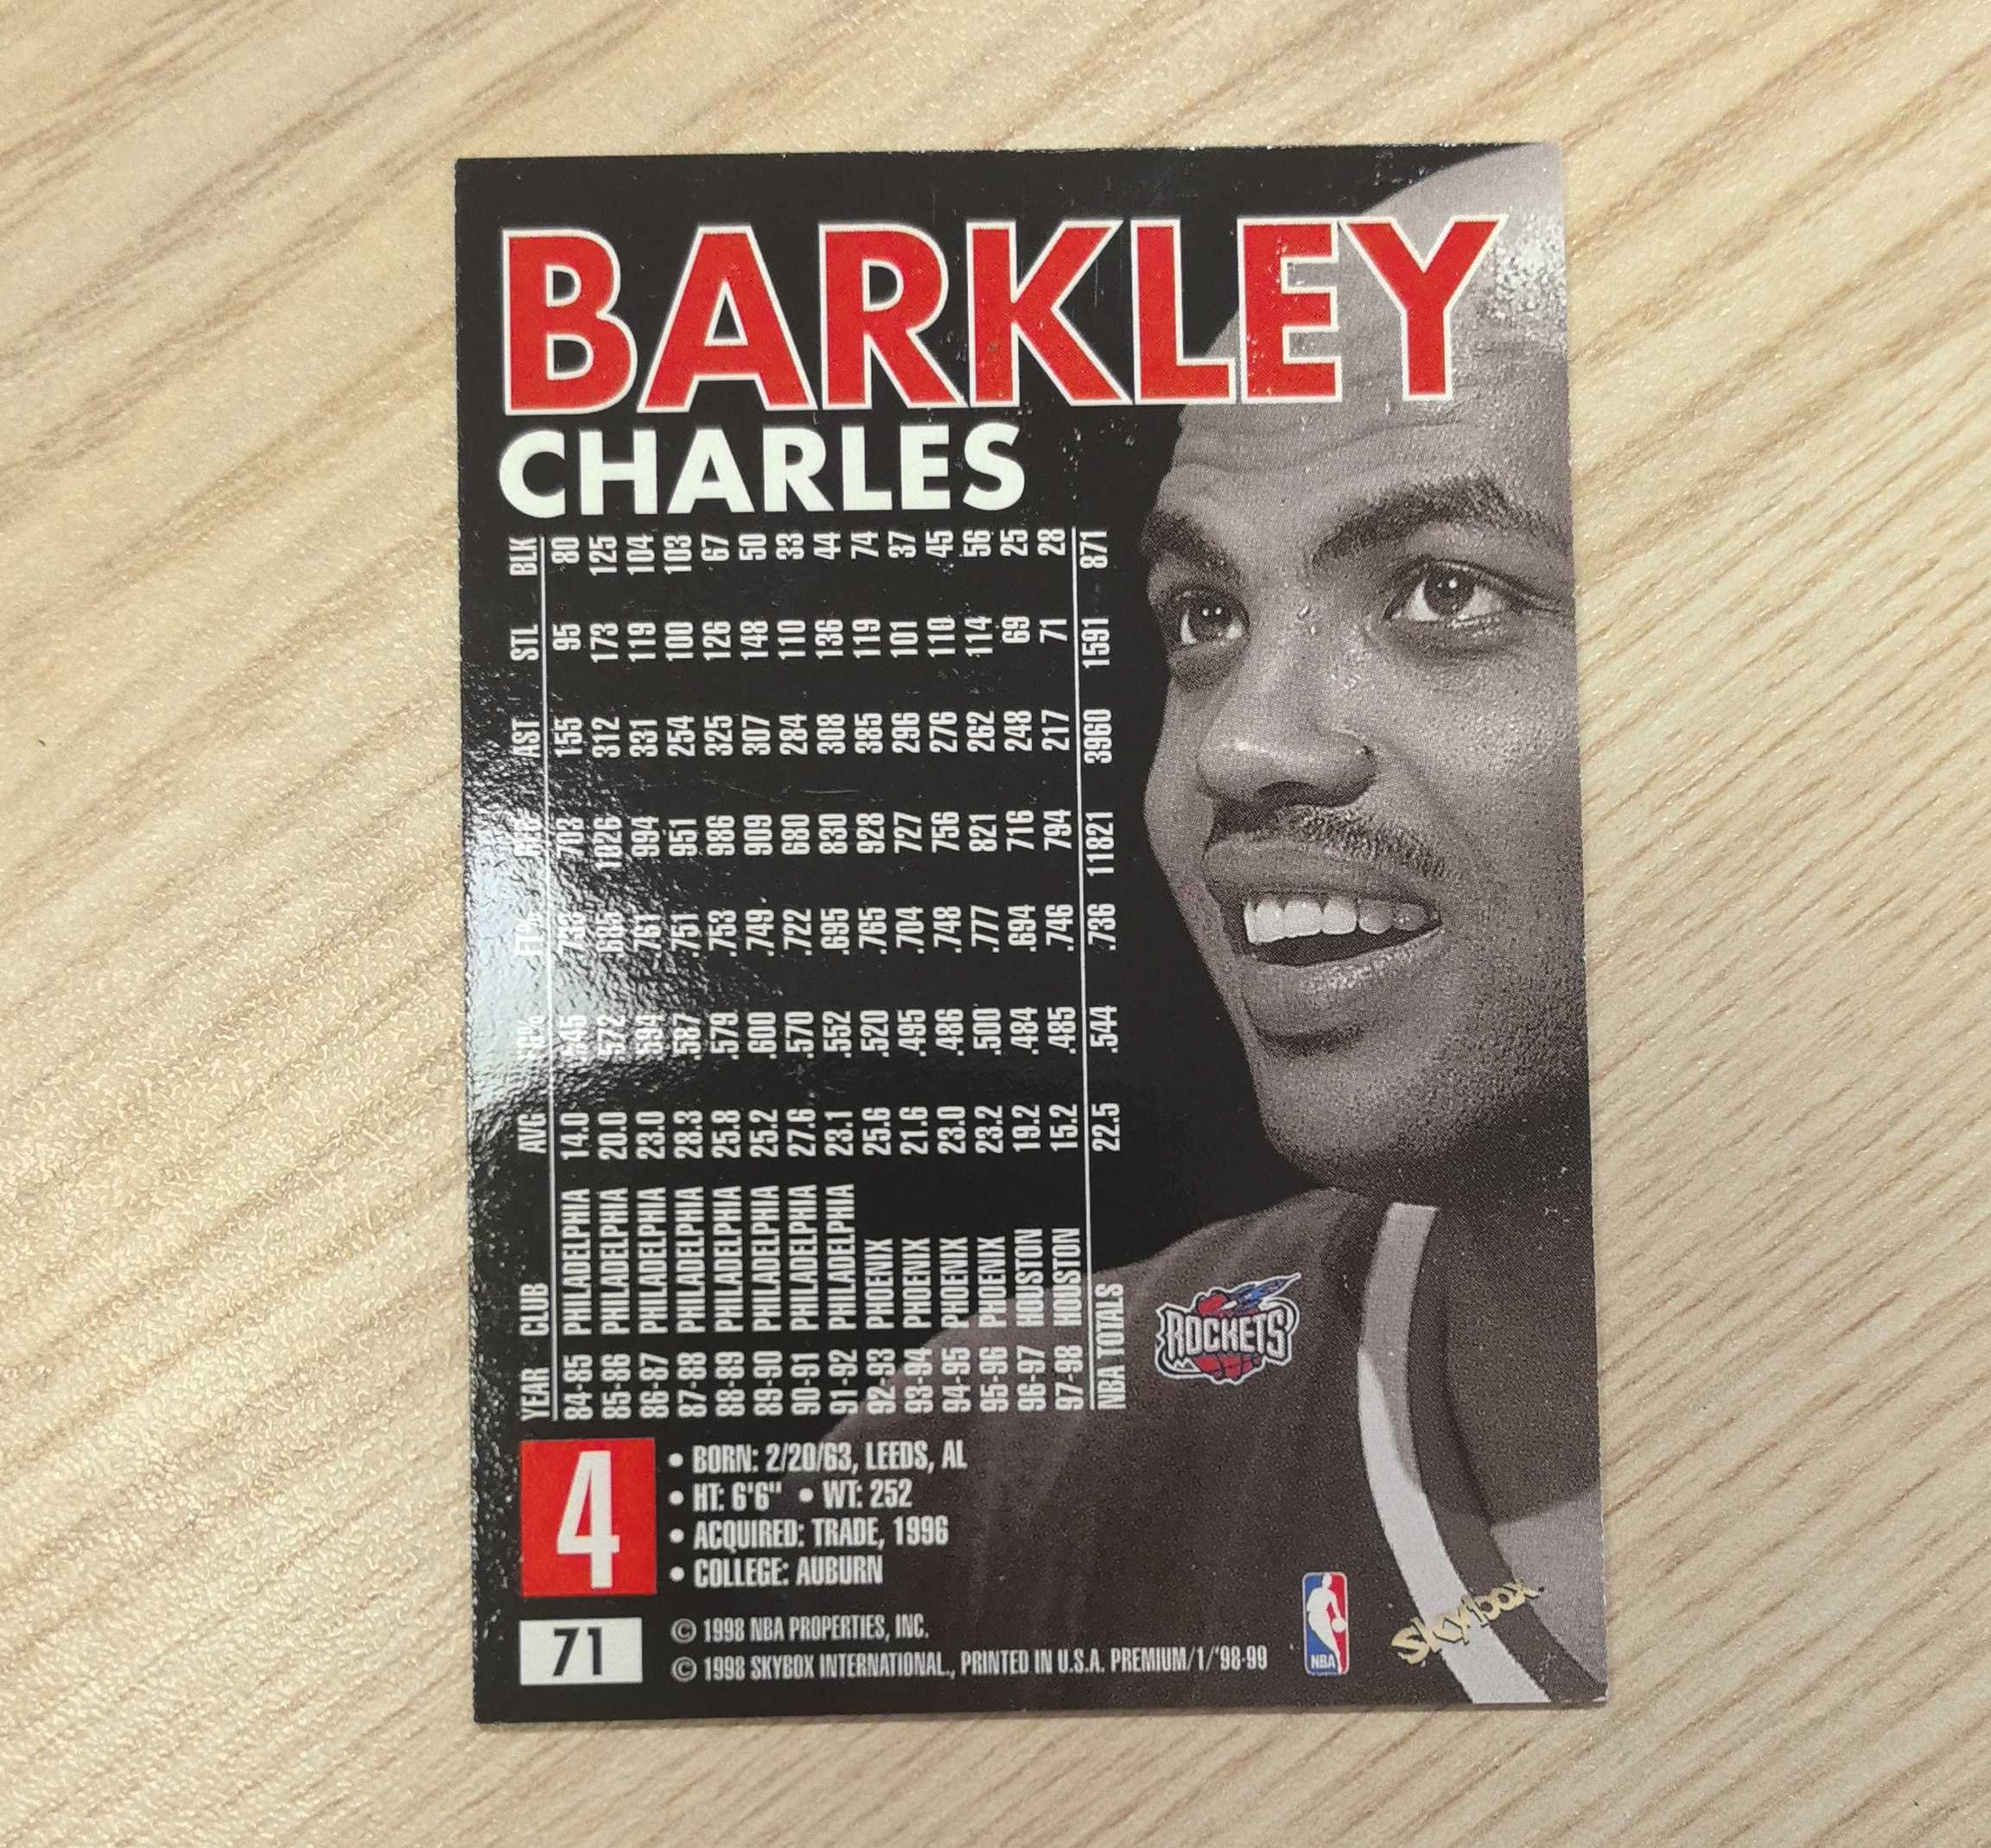 BARKLEY
CHARLES
YEAR CLUB AVG FG% FT% REB AST STL BLK
84-85 PHILADELPHIA 14.0 .545 .733 703 155 95 80
85-86 PHILADELPHIA 20.0 .572 .685 1026 312 173 125
86-87 PHILADELPHIA 23.0 .594 .761 994 331 119 104
87-88 PHILADELPHIA 28.3 .587 .751 951 254 100 103
88-89 PHILADELPHIA 25.8 .579 .753 986 325 126 67
89-90 PHILADELPHIA 25.2 .600 .749 909 307 148 50
90-91 PHILADELPHIA 27.6 .570 .722 680 284 110 33
91-92 PHILADELPHIA 23.1 .552 .695 830 308 136 44
92-93 PHOENIX 25.6 .520 .765 928 385 119 74
93-94 PHOENIX 21.6 .495 .704 727 296 101 37
94-95 PHOENIX 23.0 .486 .748 756 276 110 45
95-96 PHOENIX 23.2 .500 .777 821 262 114 56
96-97 HOUSTON 19.2 .484 .694 716 248 69 25
97-98 HOUSTON 15.2 .485 .746 794 217 71 28
NBA TOTALS 22.5 .544 .736 11821 3960 1591 871
ROCKETS
4
• BORN: 2/20/63, LEEDS, AL
• HT: 6'6" • WT: 252
• ACQUIRED: TRADE, 1996
• COLLEGE: AUBURN
71
© 1998 NBA PROPERTIES, INC.
© 1998 SKYBOX INTERNATIONAL, PRINTED IN U.S.A. PREMIUM/1/'98-99
NBA
skybox